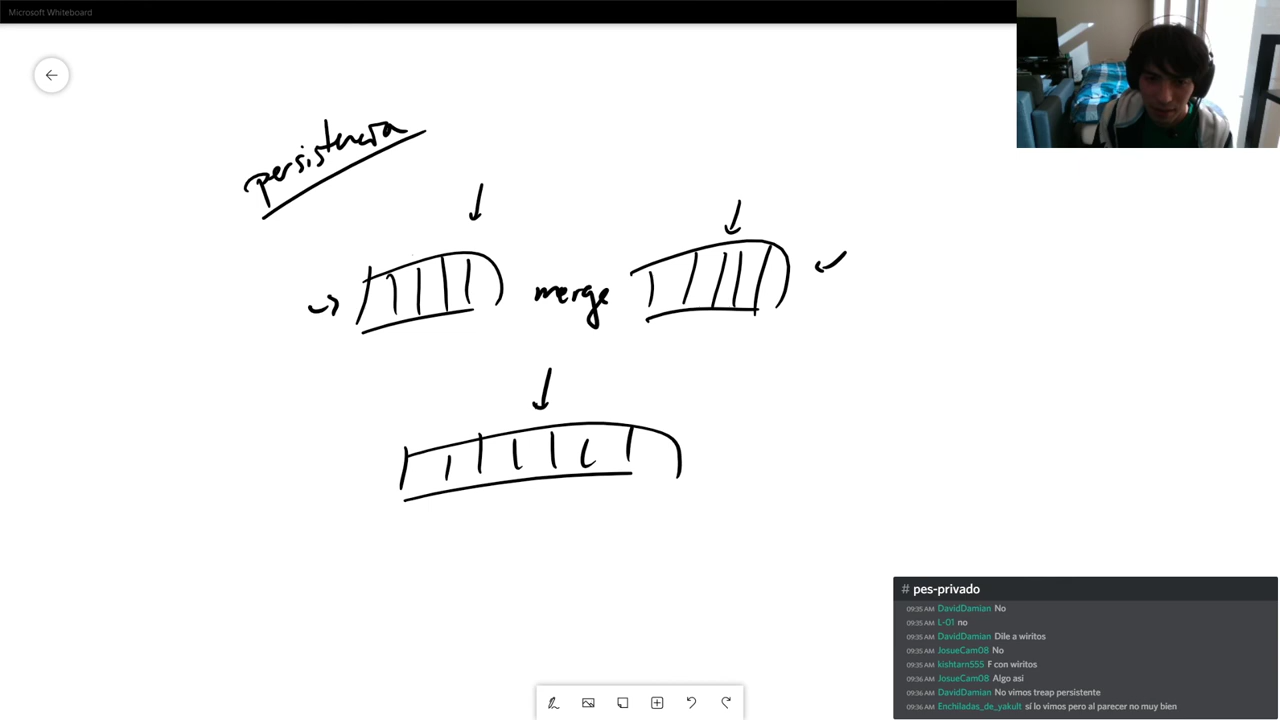 Microsoft Whiteboard
persistencia
merge
# pes-privado
09:35 AM DavidDamian No
09:35 AM L-01 no
09:35 AM DavidDamian Dile a wiritos
09:35 AM JosueCam08 No
09:35 AM kishtarn555 F con wiritos
09:36 AM JosueCam08 Algo asi
09:36 AM DavidDamian No vimos treap persistente
09:36 AM Enchiladas_de_yakult sí lo vimos pero al parecer no muy bien